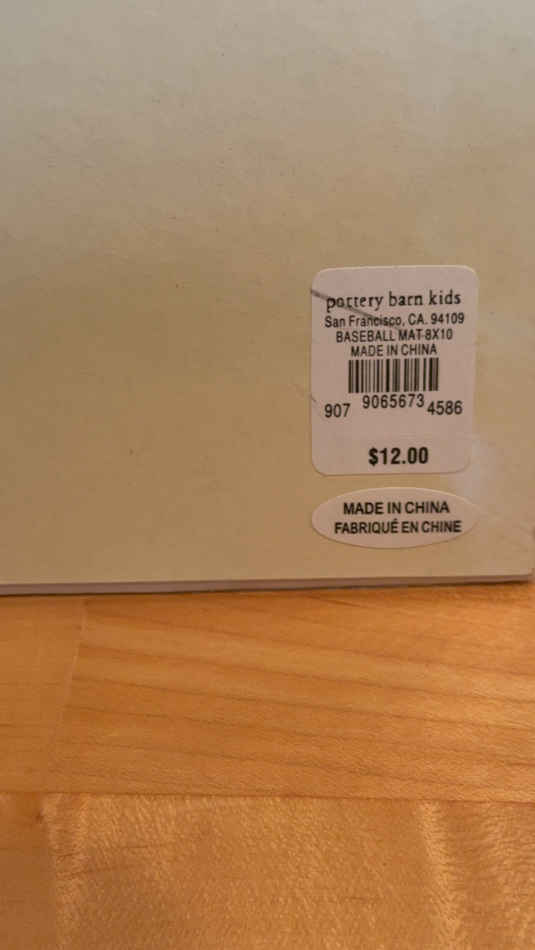 pottery barn kids
San Francisco, CA. 94109
BASEBALL MAT 8X10
MADE IN CHINA
907 9065673 4586
$12.00
MADE IN CHINA
FABRIQUÉ EN CHINE